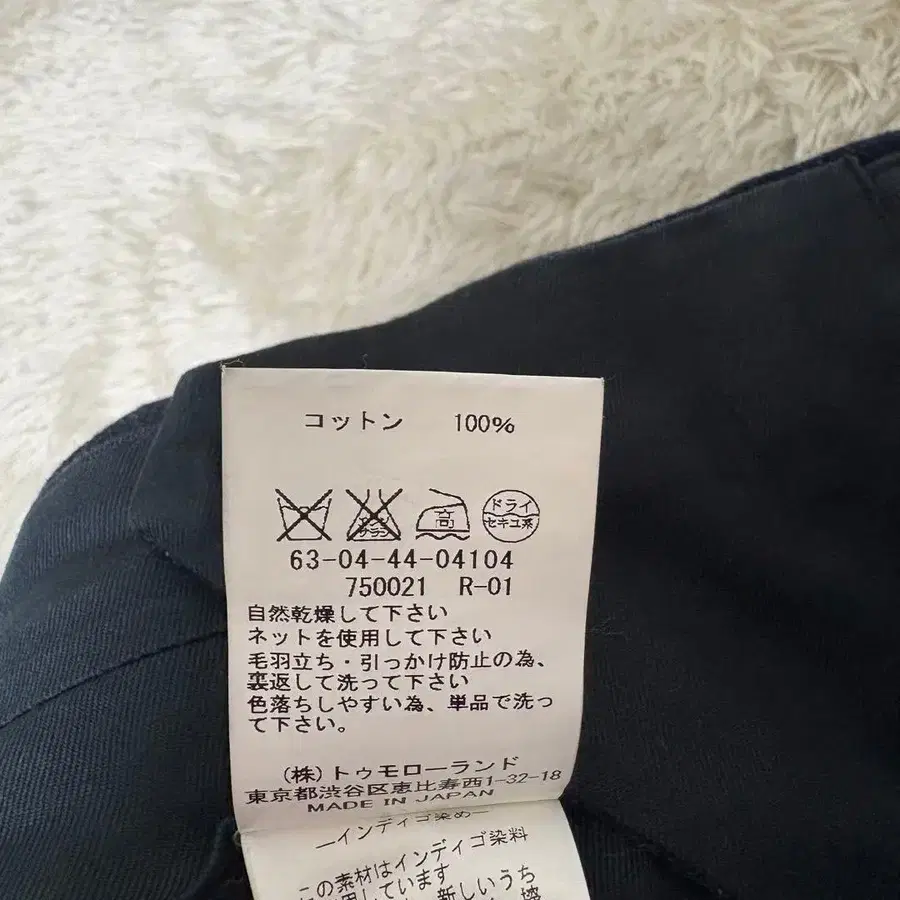 コットン 100%
高
ドライ
セキユ系
63-04-44-04104
750021 R-01
自然乾燥して下さい
ネットを使用して下さい
毛羽立ち・引っかけ防止の為、
裏返して洗って下さい
色落ちしやすい為、単品で洗っ
て下さい。
(株)トゥモローランド
東京都渋谷区恵比寿西1-32-18
MADE IN JAPAN
―インディゴ染め―
この素材はインディゴ染料
用しています
新しいうち